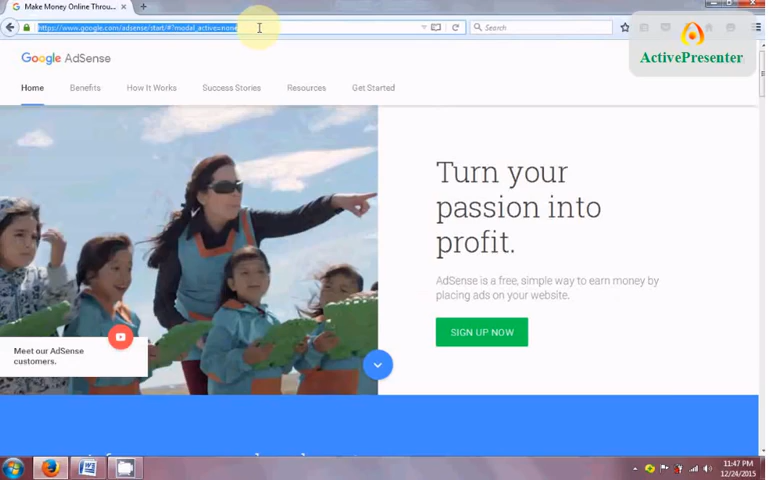 Make Money Online Throu...
https://www.google.com/adsense/start/#?modal_active=none
Search
ActivePresenter
Google AdSense
Home
Benefits
How It Works
Success Stories
Resources
Get Started
Turn your
passion into
profit.
AdSense is a free, simple way to earn money by
placing ads on your website.
SIGN UP NOW
Meet our AdSense
customers.
11:47 PM
12/24/2015